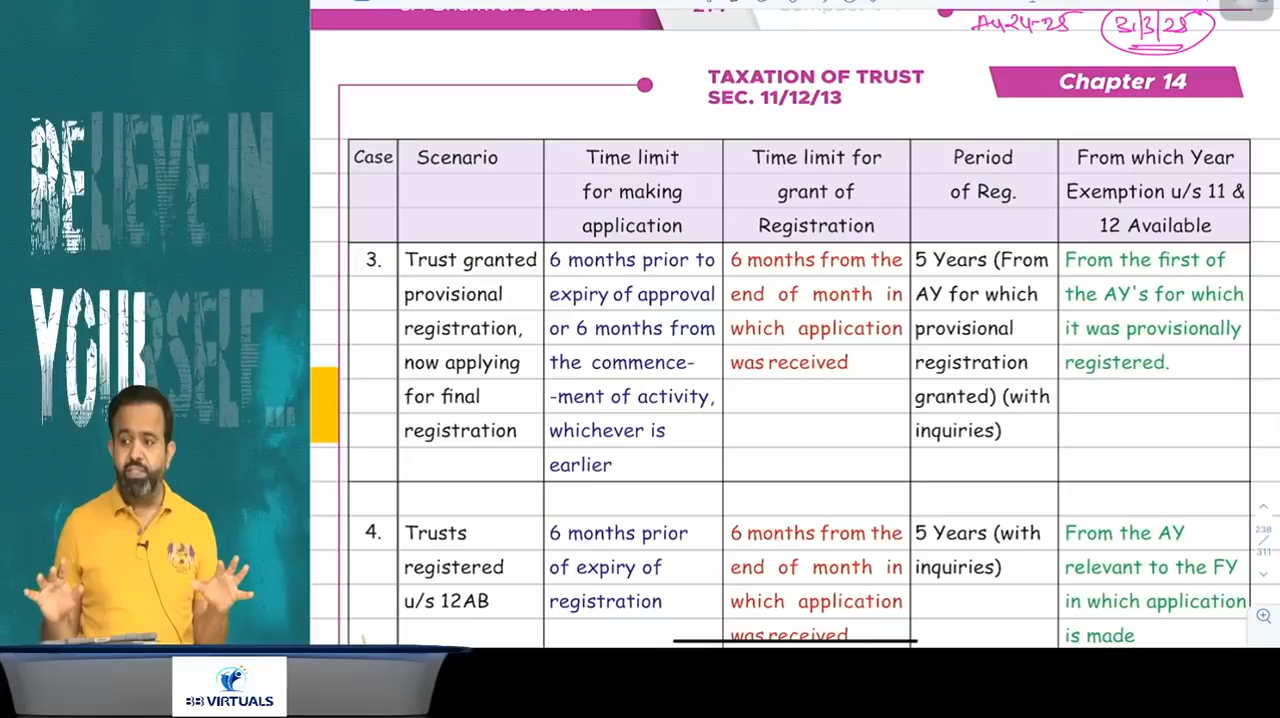 AY 24-25 31/3/25
TAXATION OF TRUST
SEC. 11/12/13
Chapter 14
BELIEVE IN
YOURSELF...
Case Scenario Time limit for making application Time limit for grant of Registration Period of Reg. From which Year Exemption u/s 11 & 12 Available
3. Trust granted 6 months prior to 6 months from the 5 Years (From From the first of
provisional expiry of approval end of month in AY for which the AY's for which
registration, or 6 months from which application provisional it was provisionally
now applying the commence- was received registration registered.
for final -ment of activity, granted) (with
registration whichever is inquiries)
earlier
4. Trusts 6 months prior 6 months from the 5 Years (with From the AY
registered of expiry of end of month in inquiries) relevant to the FY
u/s 12AB registration which application in which application
was received is made
238
/
311
BB VIRTUALS